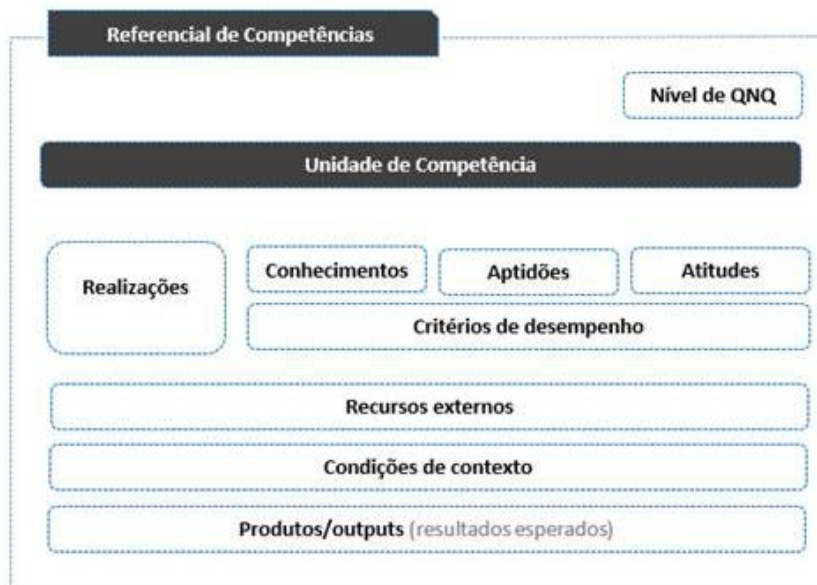 Referencial de Competências
Nível de QNQ
Unidade de Competência
Realizações
Conhecimentos
Aptidões
Atitudes
Critérios de desempenho
Recursos externos
Condições de contexto
Produtos/outputs (resultados esperados)